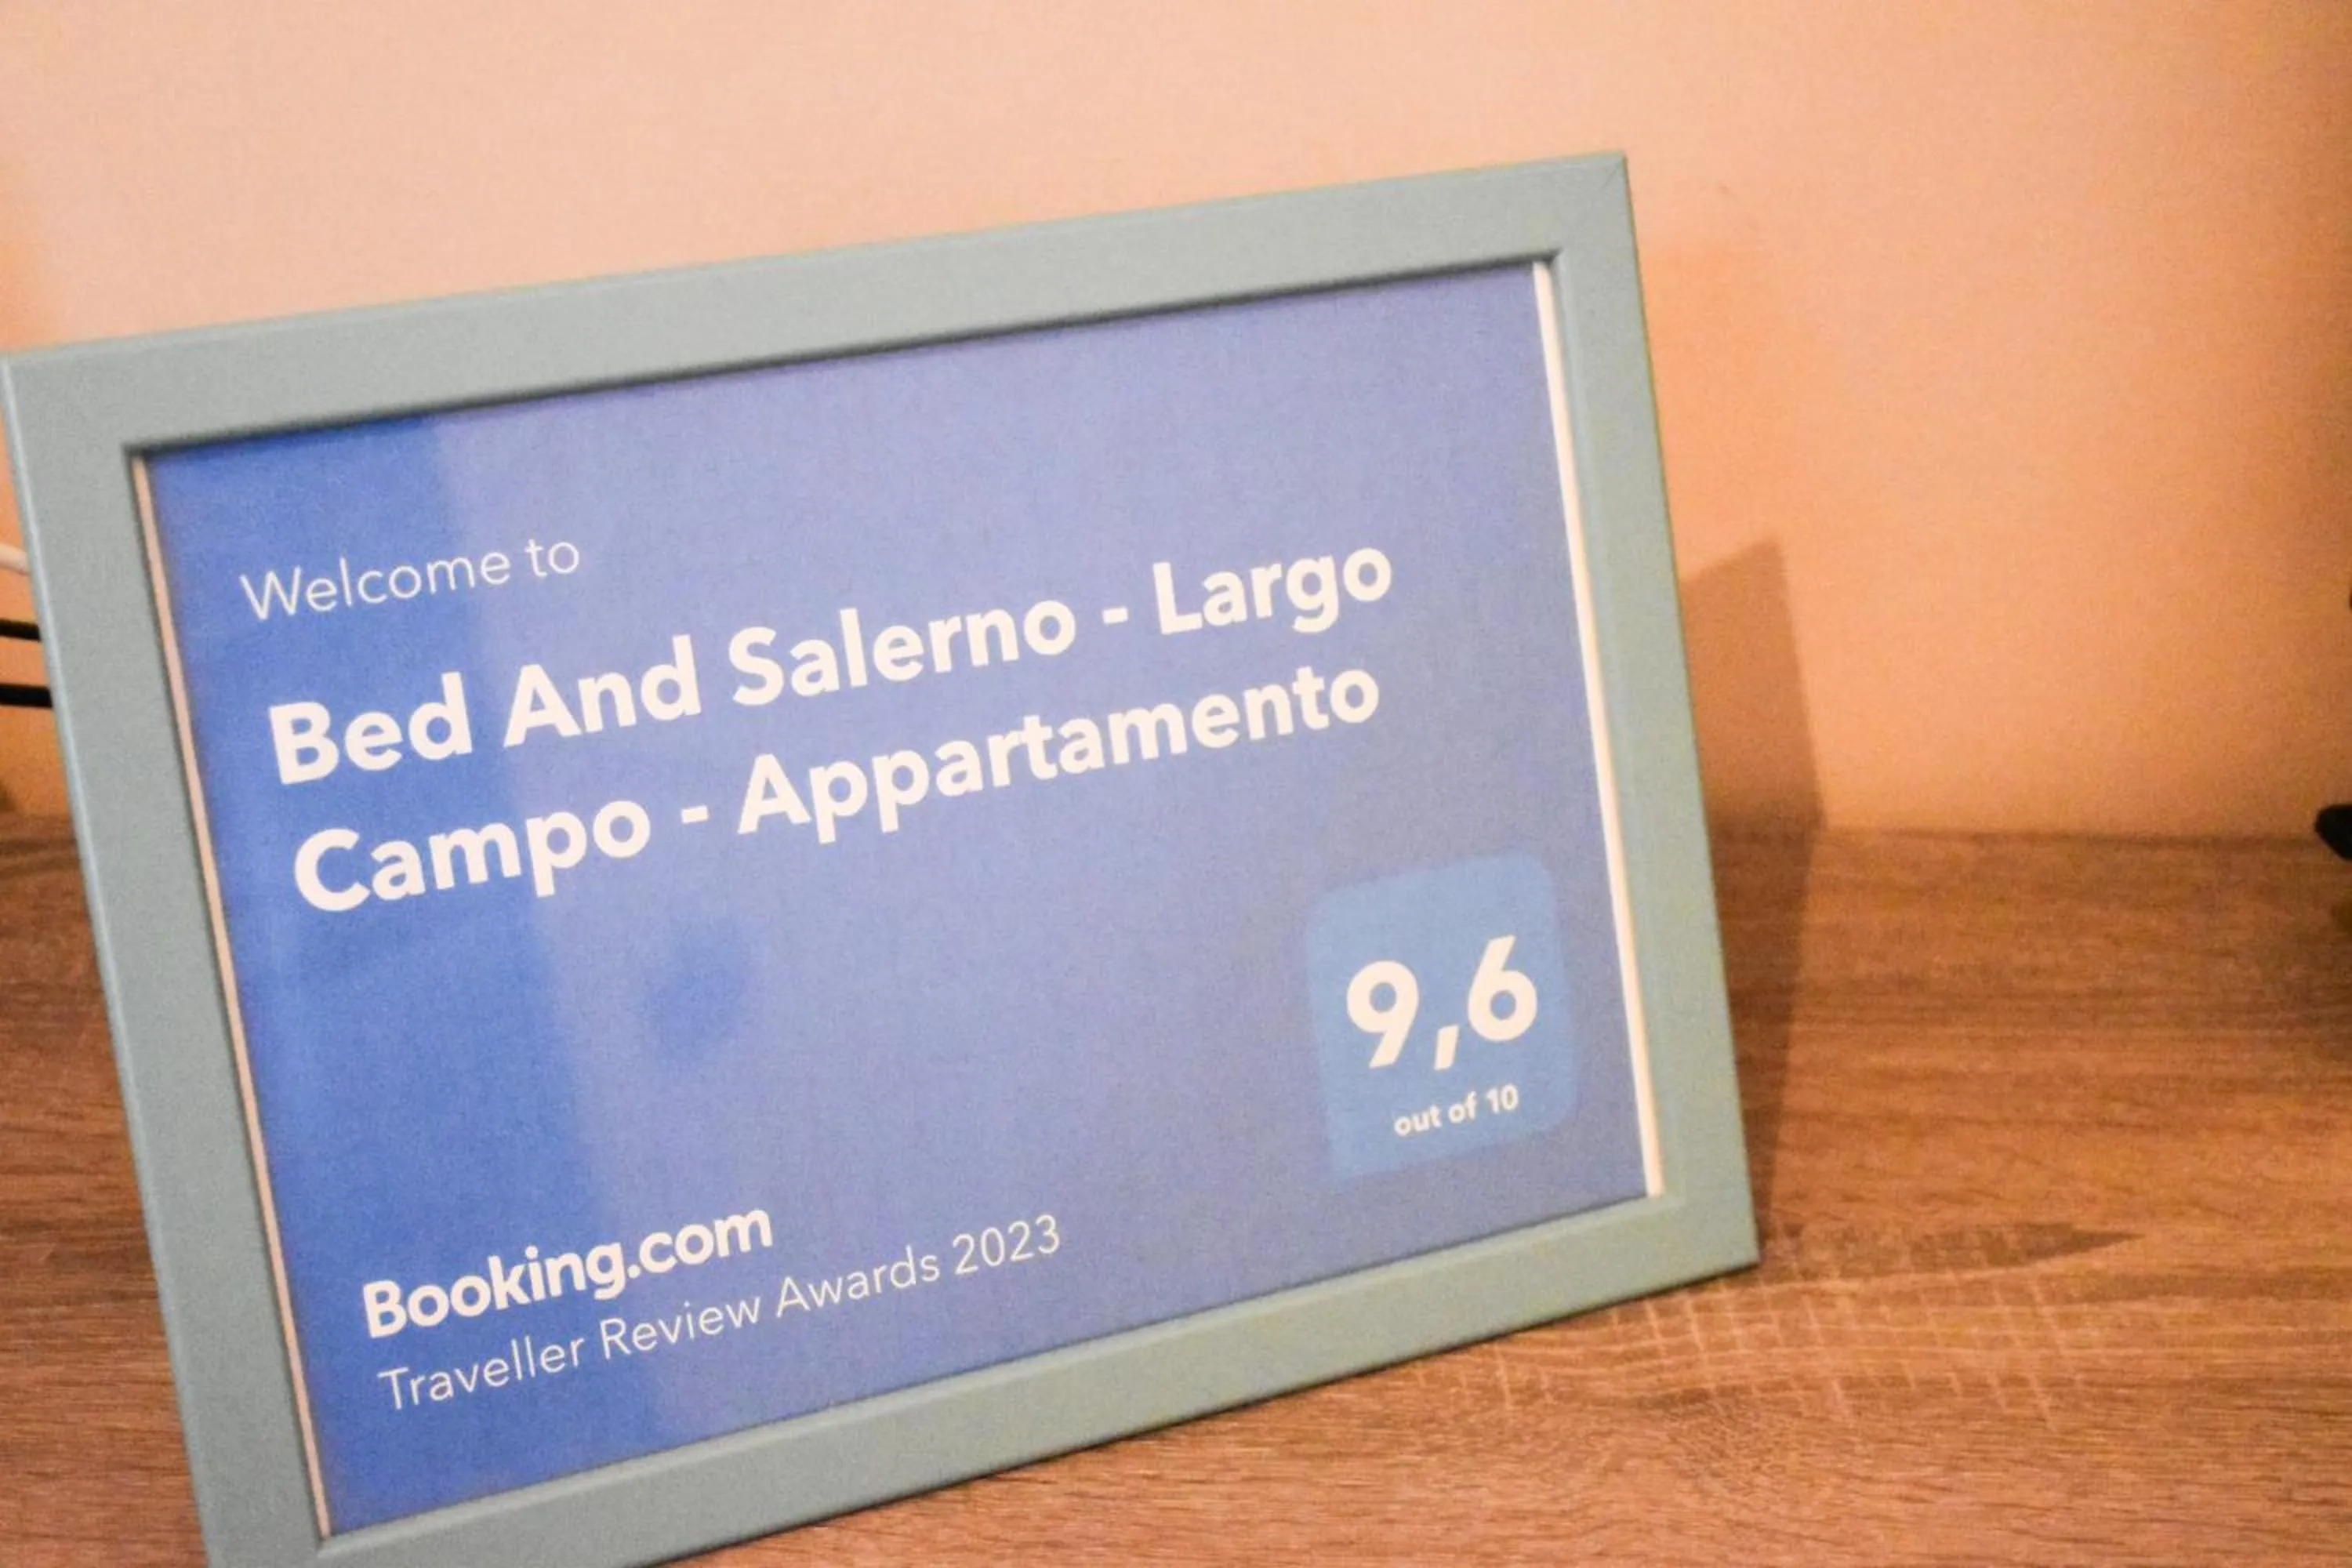 Welcome to
Bed And Salerno - Largo
Campo - Appartamento
9,6
out of 10
Booking.com
Traveller Review Awards 2023